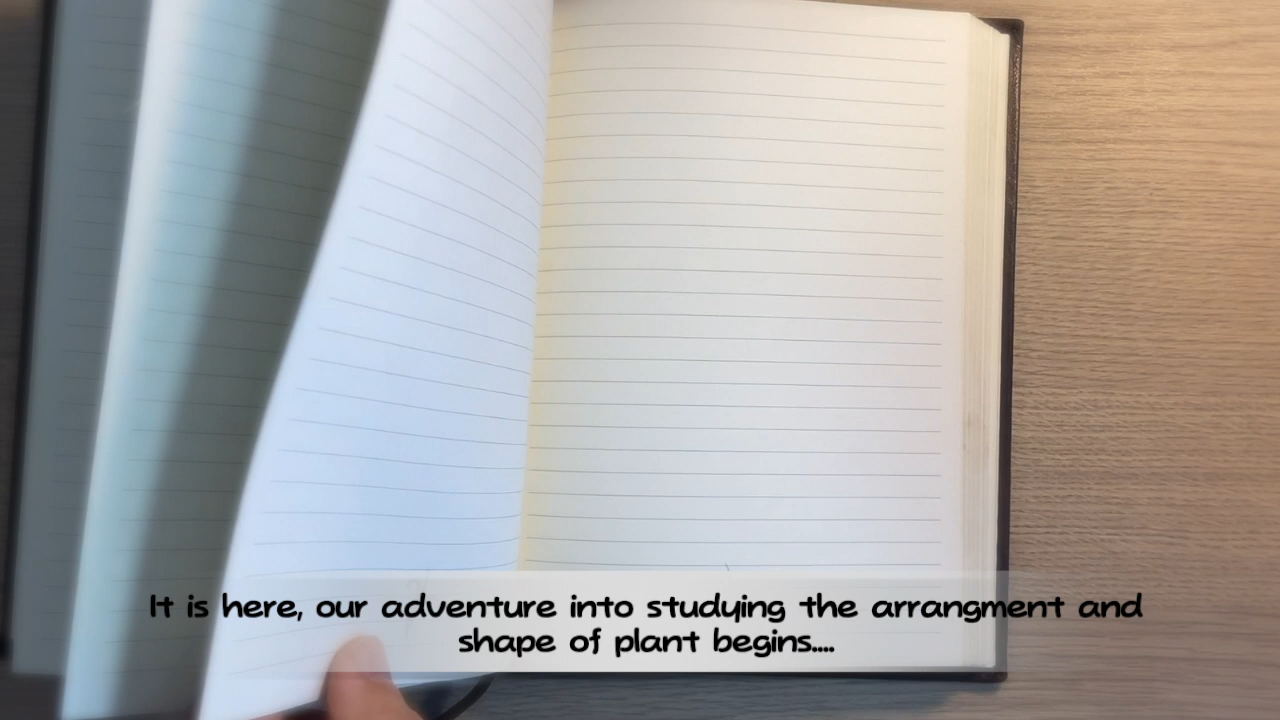 It is here, our adventure into studying the arrangment and
shape of plant begins....